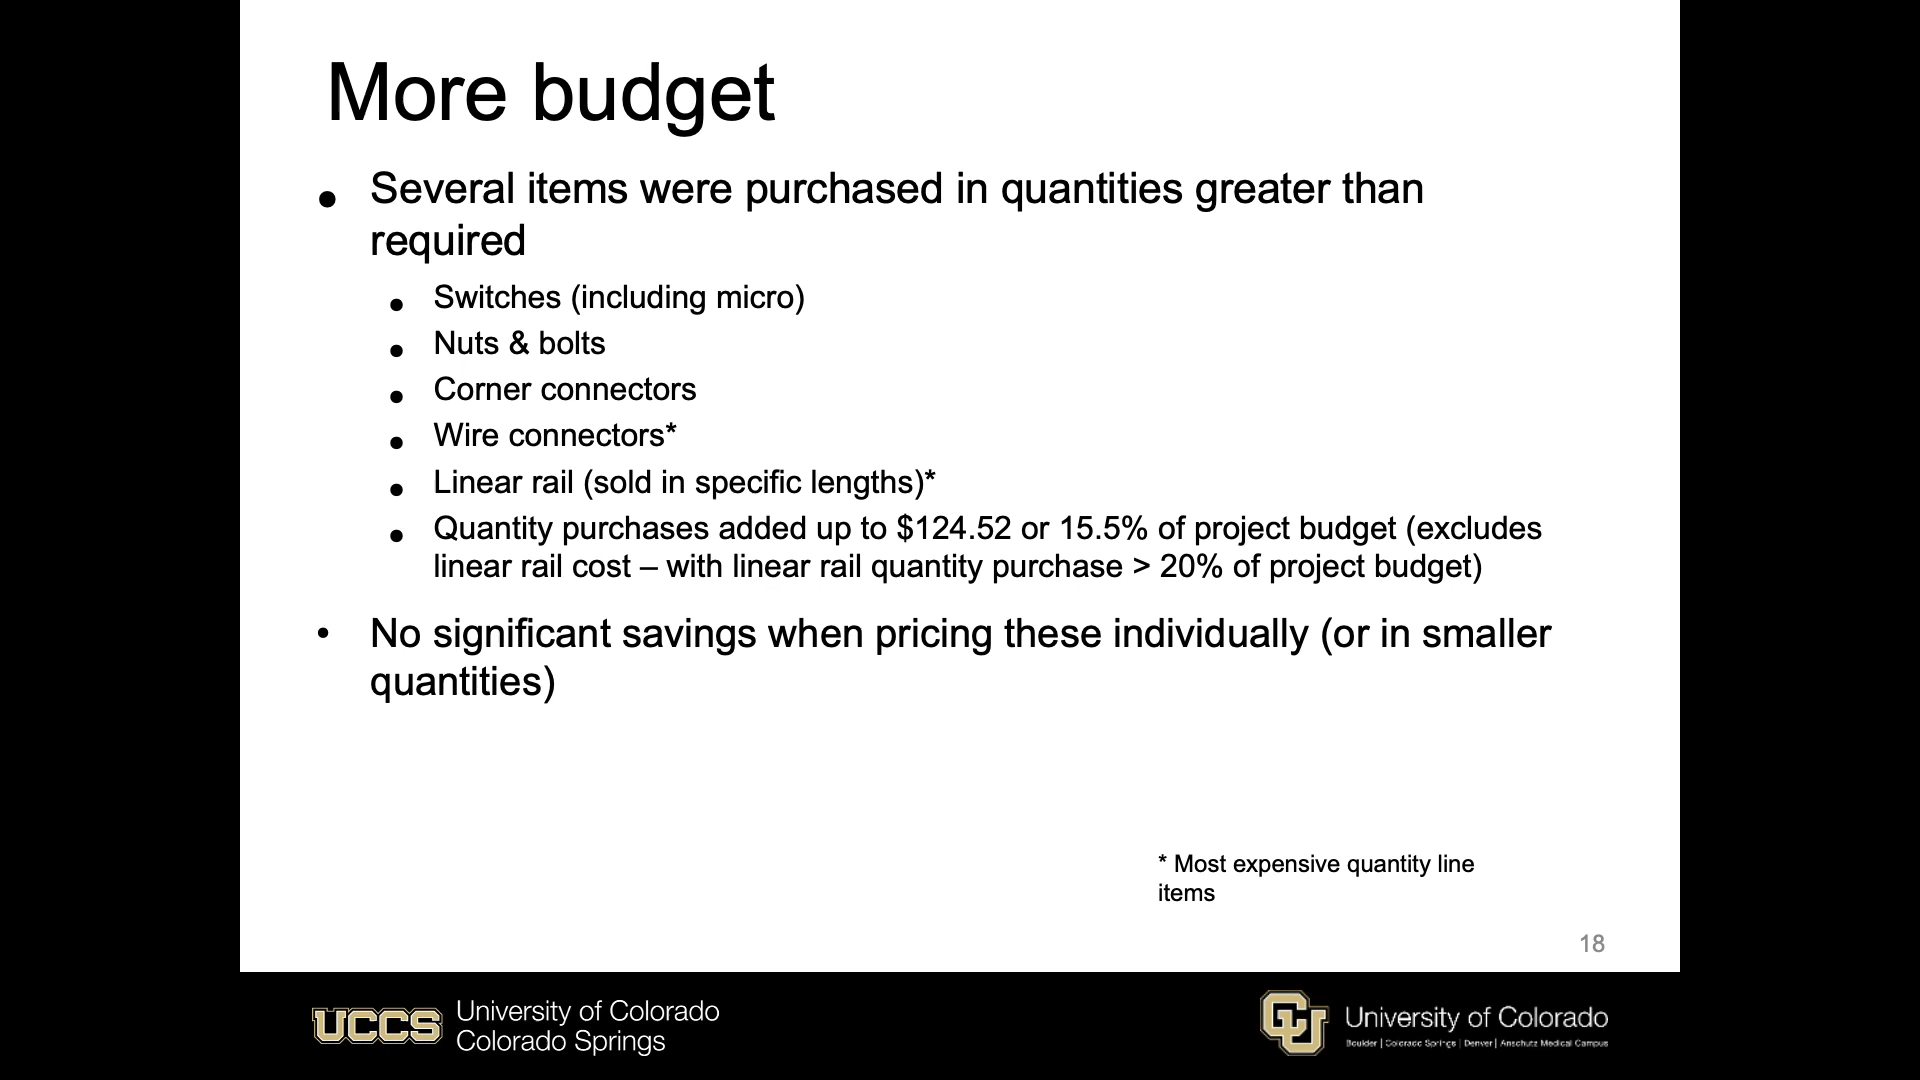 More budget
• Several items were purchased in quantities greater than
required
• Switches (including micro)
• Nuts & bolts
• Corner connectors
• Wire connectors*
• Linear rail (sold in specific lengths)*
• Quantity purchases added up to $124.52 or 15.5% of project budget (excludes
linear rail cost – with linear rail quantity purchase > 20% of project budget)
• No significant savings when pricing these individually (or in smaller
quantities)
* Most expensive quantity line
items
18
UCCS
University of Colorado
Colorado Springs
CU
University of Colorado
Boulder | Colorado Springs | Denver | Anschutz Medical Campus